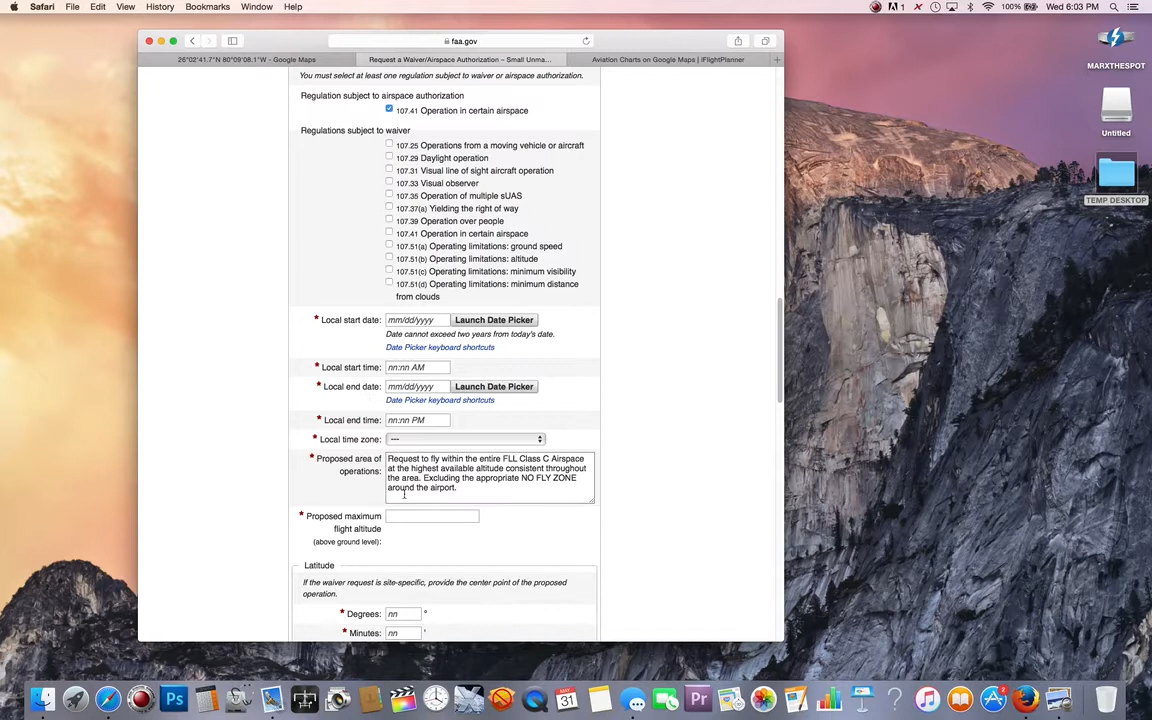 Safari File Edit View History Bookmarks Window Help
1 100% Wed 6:03 PM
faa.gov
26°02'41.7"N 80°09'08.1"W - Google Maps
Request a Waiver/Airspace Authorization – Small Unma...
Aviation Charts on Google Maps | iFlightPlanner
You must select at least one regulation subject to waiver or airspace authorization.
Regulation subject to airspace authorization
107.41 Operation in certain airspace
Regulations subject to waiver
107.25 Operations from a moving vehicle or aircraft
107.29 Daylight operation
107.31 Visual line of sight aircraft operation
107.33 Visual observer
107.35 Operation of multiple sUAS
107.37(a) Yielding the right of way
107.39 Operation over people
107.41 Operation in certain airspace
107.51(a) Operating limitations: ground speed
107.51(b) Operating limitations: altitude
107.51(c) Operating limitations: minimum visibility
107.51(d) Operating limitations: minimum distance
from clouds
* Local start date: mm/dd/yyyy Launch Date Picker
Date cannot exceed two years from today's date.
Date Picker keyboard shortcuts
* Local start time: nn:nn AM
* Local end date: mm/dd/yyyy Launch Date Picker
Date Picker keyboard shortcuts
* Local end time: nn:nn PM
* Local time zone: ---
* Proposed area of
operations:
Request to fly within the entire FLL Class C Airspace
at the highest available altitude consistent throughout
the area. Excluding the appropriate NO FLY ZONE
around the airport.
* Proposed maximum
flight altitude
(above ground level):
Latitude
If the waiver request is site-specific, provide the center point of the proposed
operation.
* Degrees: nn °
* Minutes: nn '
MARXTHESPOT
Untitled
TEMP DESKTOP
Ps
MAY
31
Pr
2